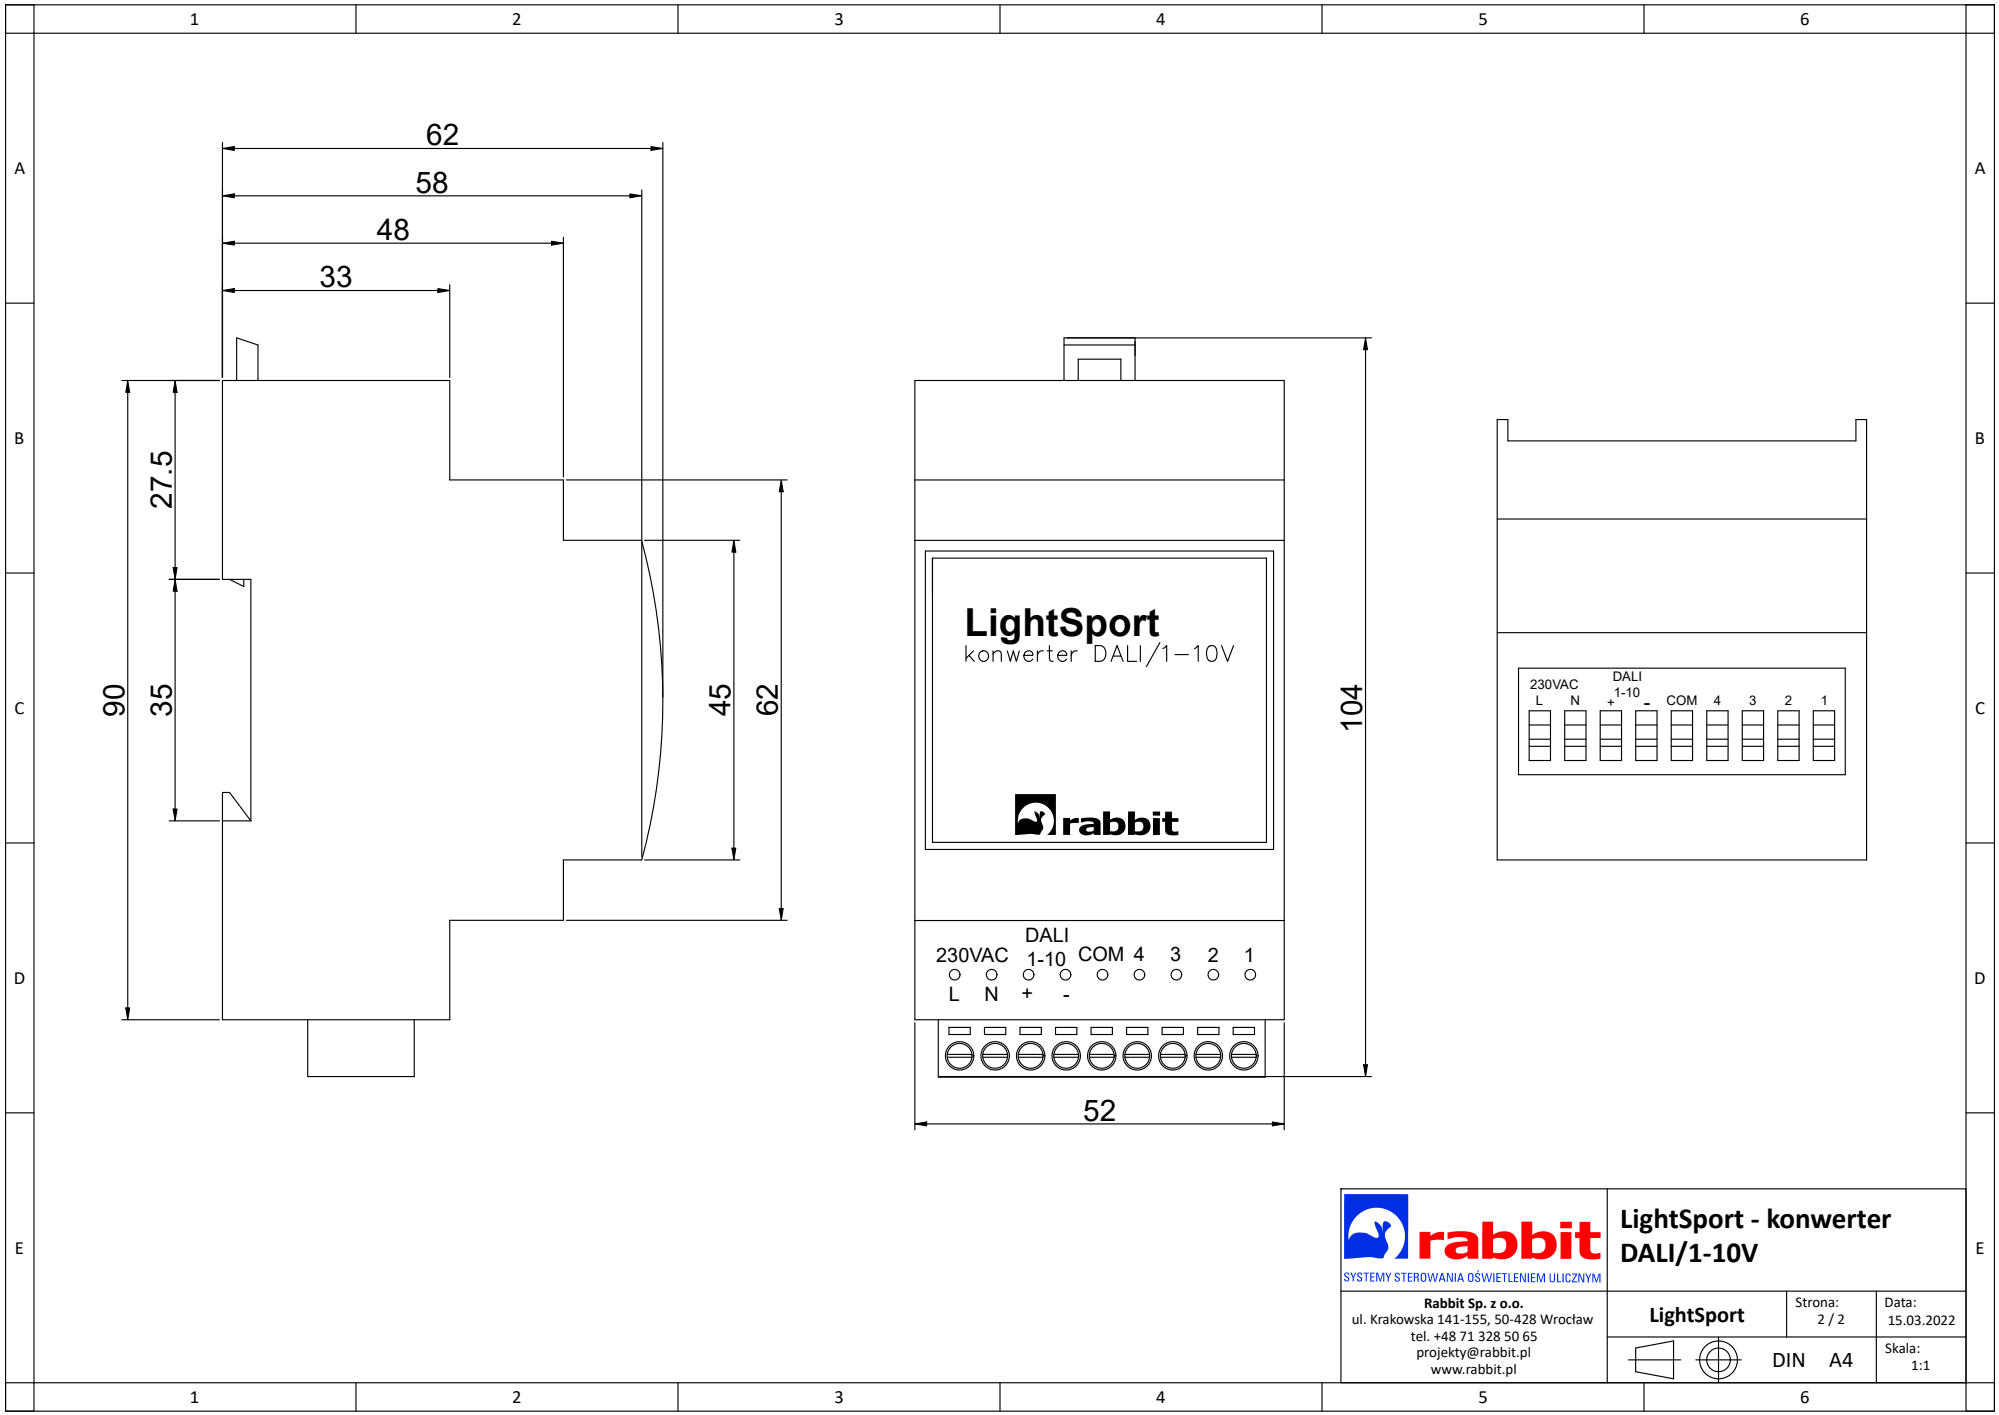 1 2 3 4 5 6
A A
B B
C C
D D
E E
62
58
48
33
27.5
90
35
45
62
LightSport
konwerter DALI/1-10V
rabbit
104
DALI
230VAC 1-10 COM 4 3 2 1
L N + -
52
230VAC DALI
1-10
L N + - COM 4 3 2 1
rabbit
SYSTEMY STEROWANIA OŚWIETLENIEM ULICZNYM
LightSport - konwerter
DALI/1-10V
Rabbit Sp. z o.o.
ul. Krakowska 141-155, 50-428 Wrocław
tel. +48 71 328 50 65
projekty@rabbit.pl
www.rabbit.pl
LightSport
Strona:
2 / 2
Data:
15.03.2022
DIN A4
Skala:
1:1
1 2 3 4 5 6